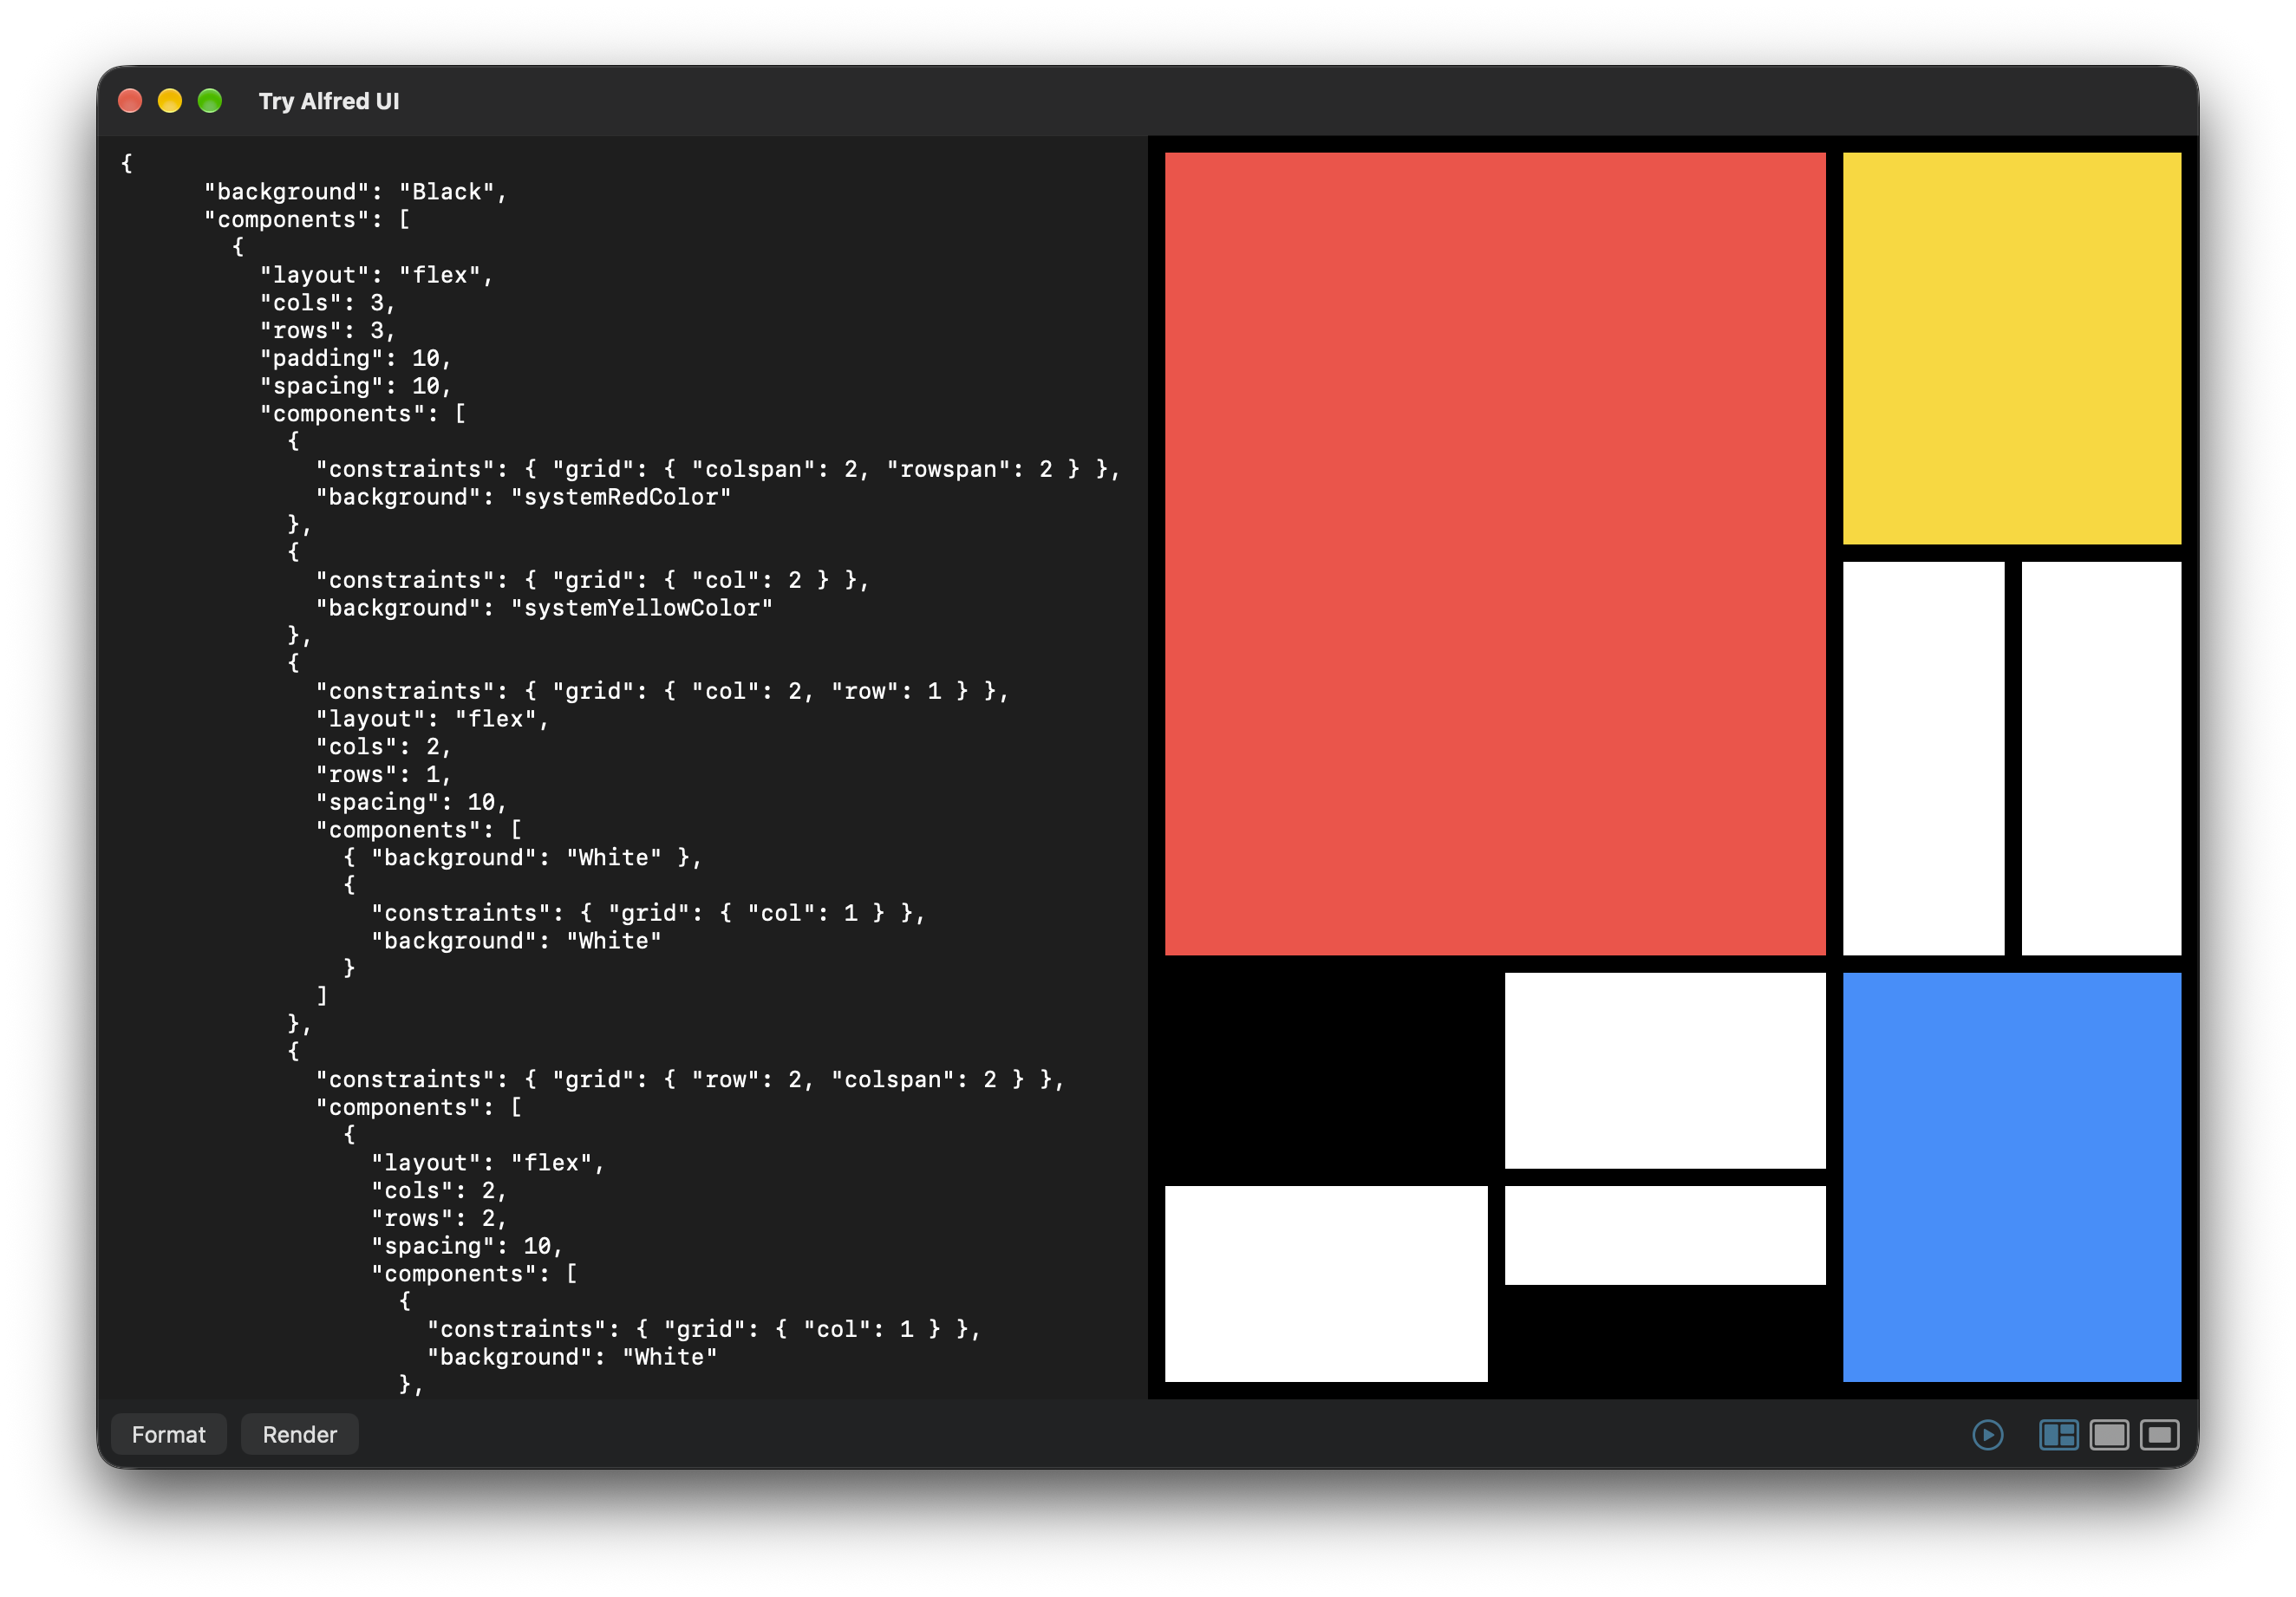 Try Alfred UI
{
"background": "Black",
"components": [
{
"layout": "flex",
"cols": 3,
"rows": 3,
"padding": 10,
"spacing": 10,
"components": [
{
"constraints": { "grid": { "colspan": 2, "rowspan": 2 } },
"background": "systemRedColor"
},
{
"constraints": { "grid": { "col": 2 } },
"background": "systemYellowColor"
},
{
"constraints": { "grid": { "col": 2, "row": 1 } },
"layout": "flex",
"cols": 2,
"rows": 1,
"spacing": 10,
"components": [
{ "background": "White" },
{
"constraints": { "grid": { "col": 1 } },
"background": "White"
}
]
},
{
"constraints": { "grid": { "row": 2, "colspan": 2 } },
"components": [
{
"layout": "flex",
"cols": 2,
"rows": 2,
"spacing": 10,
"components": [
{
"constraints": { "grid": { "col": 1 } },
"background": "White"
},
Format
Render